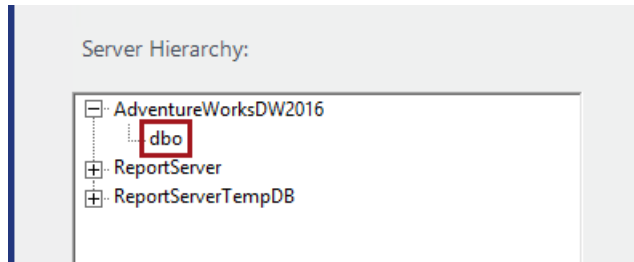 Server Hierarchy:
AdventureWorksDW2016
dbo
ReportServer
ReportServerTempDB